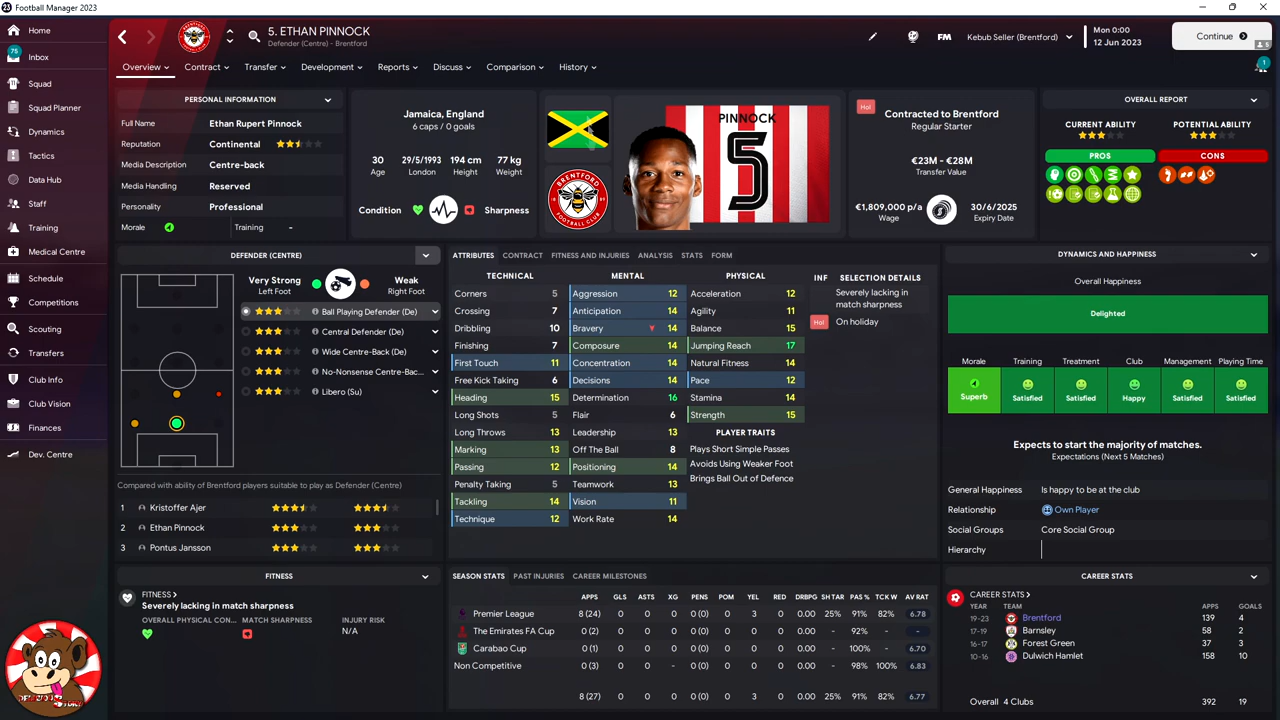 Football Manager 2023
Home
75
Inbox
Squad
Squad Planner
Dynamics
Tactics
Data Hub
Staff
Training
Medical Centre
Schedule
Competitions
Scouting
Transfers
Club Info
Club Vision
Finances
Dev. Centre
5. ETHAN PINNOCK
Defender (Centre) - Brentford
FM
Kebub Seller (Brentford)
Mon 0:00
12 Jun 2023
Continue
5
1
Overview
Contract
Transfer
Development
Reports
Discuss
Comparison
History
PERSONAL INFORMATION
Full Name Ethan Rupert Pinnock
Reputation Continental
Media Description Centre-back
Media Handling Reserved
Personality Professional
Morale Training -
Jamaica, England
6 caps / 0 goals
30 29/5/1993 194 cm 77 kg
Age London Height Weight
Condition Sharpness
BRENTFORD
FOOTBALL CLUB
PINNOCK
5
Hol
Contracted to Brentford
Regular Starter
€23M - €28M
Transfer Value
€1,809,000 p/a 30/6/2025
Wage Expiry Date
OVERALL REPORT
CURRENT ABILITY POTENTIAL ABILITY
PROS CONS
DEFENDER (CENTRE)
Very Strong Weak
Left Foot Right Foot
Ball Playing Defender (De)
Central Defender (De)
Wide Centre-Back (De)
No-Nonsense Centre-Bac...
Libero (Su)
Compared with ability of Brentford players suitable to play as Defender (Centre)
1 Kristoffer Ajer
2 Ethan Pinnock
3 Pontus Jansson
ATTRIBUTES CONTRACT FITNESS AND INJURIES ANALYSIS STATS FORM
TECHNICAL MENTAL PHYSICAL
Corners 5 Aggression 12 Acceleration 12
Crossing 7 Anticipation 14 Agility 11
Dribbling 10 Bravery 14 Balance 15
Finishing 7 Composure 14 Jumping Reach 17
First Touch 11 Concentration 14 Natural Fitness 14
Free Kick Taking 6 Decisions 14 Pace 12
Heading 15 Determination 16 Stamina 14
Long Shots 5 Flair 6 Strength 15
Long Throws 13 Leadership 13 PLAYER TRAITS
Marking 13 Off The Ball 8 Plays Short Simple Passes
Passing 12 Positioning 14 Avoids Using Weaker Foot
Penalty Taking 5 Teamwork 13 Brings Ball Out of Defence
Tackling 14 Vision 11
Technique 12 Work Rate 14
INF SELECTION DETAILS
Severely lacking in
match sharpness
Hol On holiday
DYNAMICS AND HAPPINESS
Overall Happiness
Delighted
Morale Training Treatment Club Management Playing Time
Superb Satisfied Satisfied Happy Satisfied Satisfied
Expects to start the majority of matches.
Expectations (Next 5 Matches)
General Happiness Is happy to be at the club
Relationship Own Player
Social Groups Core Social Group
Hierarchy
FITNESS
FITNESS
Severely lacking in match sharpness
OVERALL PHYSICAL CON... MATCH SHARPNESS INJURY RISK
N/A
SEASON STATS PAST INJURIES CAREER MILESTONES
APPS GLS ASTS XG PENS POM YEL RED DRBPG SH TAR PAS % TCK W AV RAT
Premier League 8 (24) 0 0 0 0 (0) 0 3 0 0.00 25% 91% 82% 6.78
The Emirates FA Cup 0 (2) 0 0 0 0 (0) 0 0 0 0.00 - 92% - -
Carabao Cup 0 (1) 0 0 0 0 (0) 0 0 0 0.00 - 100% - 6.70
Non Competitive 0 (3) 0 0 - 0 (0) 0 0 0 0.00 - 98% 100% 6.83
8 (27) 0 0 0 0 (0) 0 3 0 0.00 25% 91% 82% 6.77
CAREER STATS
CAREER STATS
YEAR TEAM APPS GOALS
19-23 Brentford 139 4
17-19 Barnsley 58 2
16-17 Forest Green 37 3
10-16 Dulwich Hamlet 158 10
Overall 4 Clubs 392 19